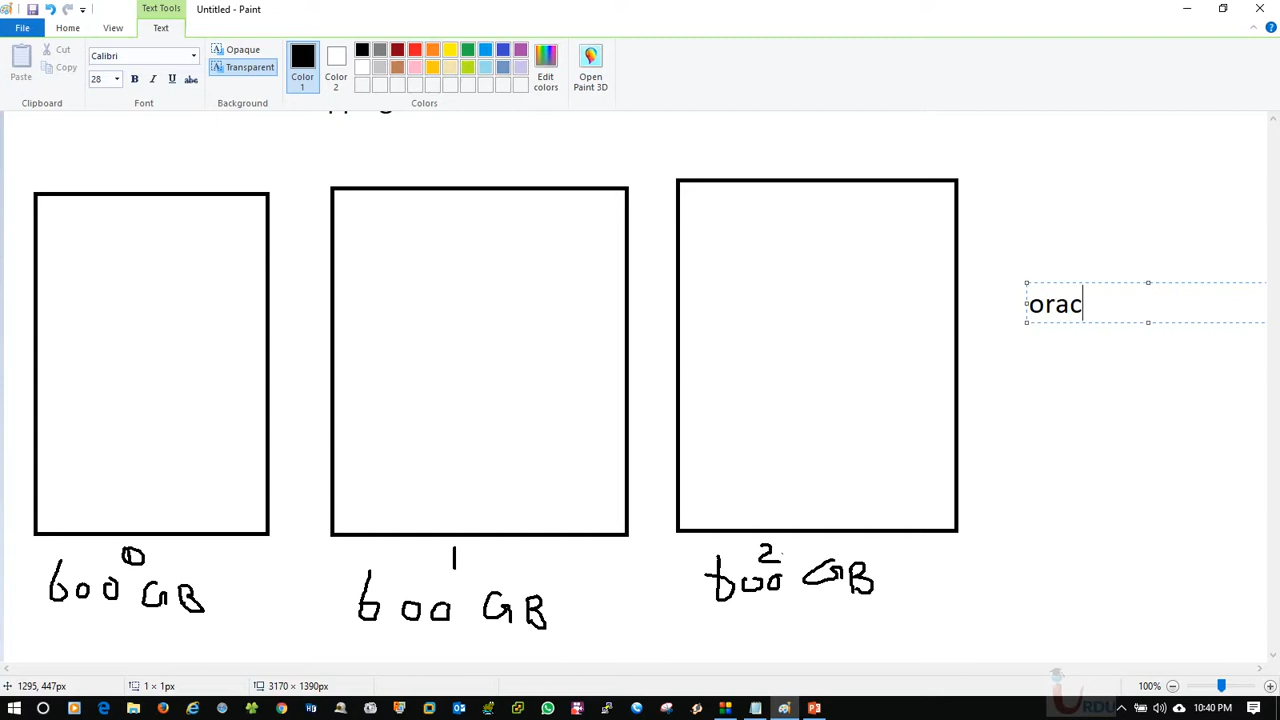 Text Tools
Untitled - Paint
File
Home
View
Text
Paste
Cut
Copy
Clipboard
Calibri
28
B I U abc
Font
Opaque
Transparent
Background
Color 1
Color 2
Colors
Edit colors
Open Paint 3D
orac
0
600 GB
1
600 GB
2
600 GB
1295, 447px
1 × 1px
3170 × 1390px
100%
URDU
10:40 PM